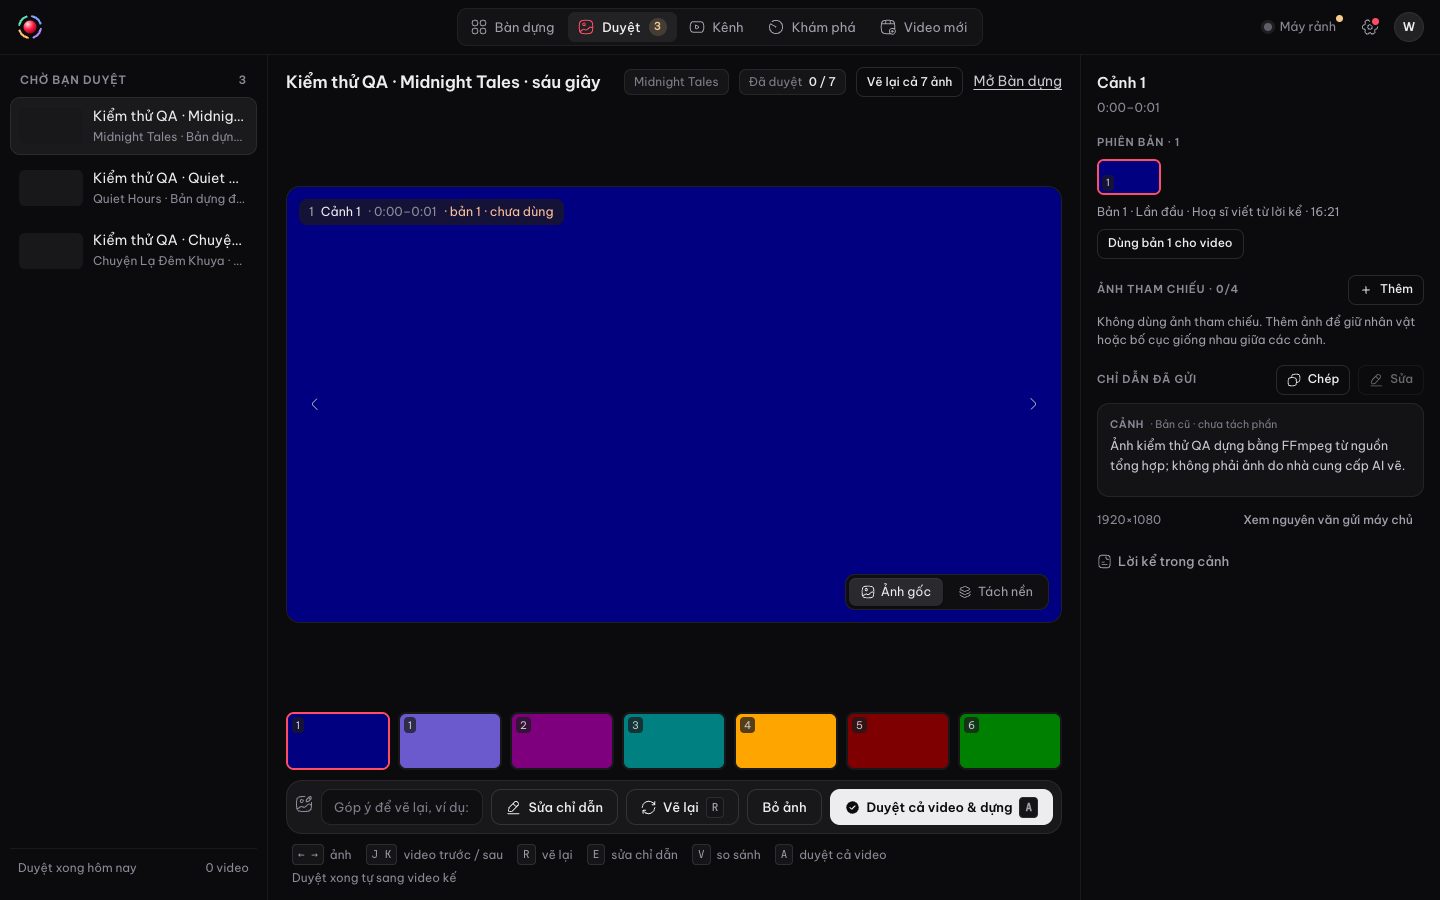 Bàn dựng
Duyệt 3
Kênh
Khám phá
Video mới
Máy rảnh
W
CHỜ BẠN DUYỆT 3
Kiểm thử QA · Midnig...
Midnight Tales · Bản dựn...
Kiểm thử QA · Quiet ...
Quiet Hours · Bản dựng đ...
Kiểm thử QA · Chuyệ...
Chuyện Lạ Đêm Khuya · ...
Duyệt xong hôm nay 0 video
Kiểm thử QA · Midnight Tales · sáu giây
Midnight Tales
Đã duyệt 0 / 7
Vẽ lại cả 7 ảnh
Mở Bàn dựng
1 Cảnh 1 · 0:00–0:01 · bản 1 · chưa dùng
Ảnh gốc
Tách nền
1 1 2 3 4 5 6
Góp ý để vẽ lại, ví dụ:
Sửa chỉ dẫn
Vẽ lại R
Bỏ ảnh
Duyệt cả video & dựng A
← → ảnh J K video trước / sau R vẽ lại E sửa chỉ dẫn V so sánh A duyệt cả video
Duyệt xong tự sang video kế
Cảnh 1
0:00–0:01
PHIÊN BẢN · 1
1
Bản 1 · Lần đầu · Hoạ sĩ viết từ lời kể · 16:21
Dùng bản 1 cho video
ẢNH THAM CHIẾU · 0/4
Thêm
Không dùng ảnh tham chiếu. Thêm ảnh để giữ nhân vật
hoặc bố cục giống nhau giữa các cảnh.
CHỈ DẪN ĐÃ GỬI
Chép
Sửa
CẢNH · Bản cũ · chưa tách phần
Ảnh kiểm thử QA dựng bằng FFmpeg từ nguồn
tổng hợp; không phải ảnh do nhà cung cấp AI vẽ.
1920×1080
Xem nguyên văn gửi máy chủ
Lời kể trong cảnh